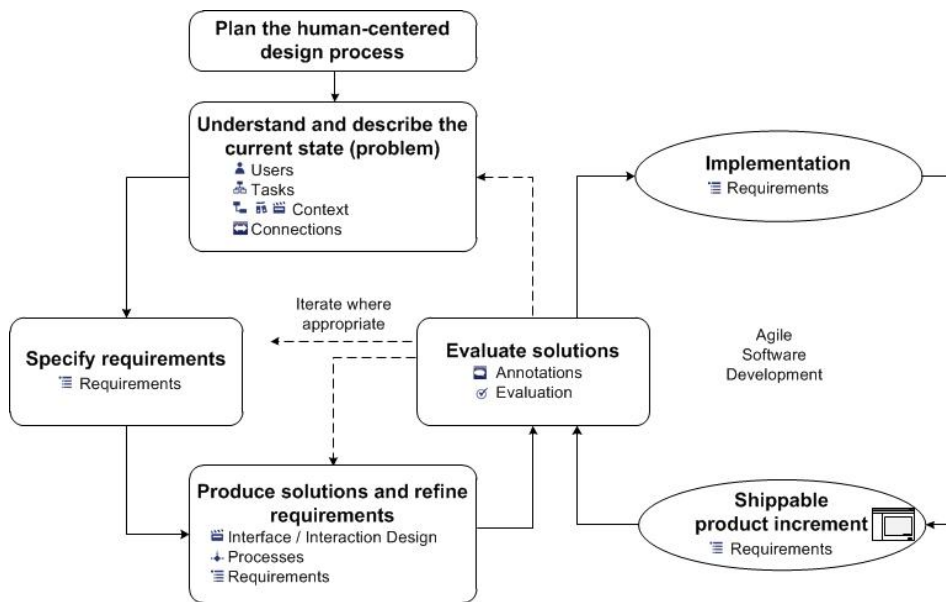 Plan the human-centered
design process
Understand and describe the
current state (problem)
Users
Tasks
Context
Connections
Implementation
Requirements
Iterate where
appropriate
Specify requirements
Requirements
Evaluate solutions
Annotations
Evaluation
Agile
Software
Development
Produce solutions and refine
requirements
Interface / Interaction Design
Processes
Requirements
Shippable
product increment
Requirements